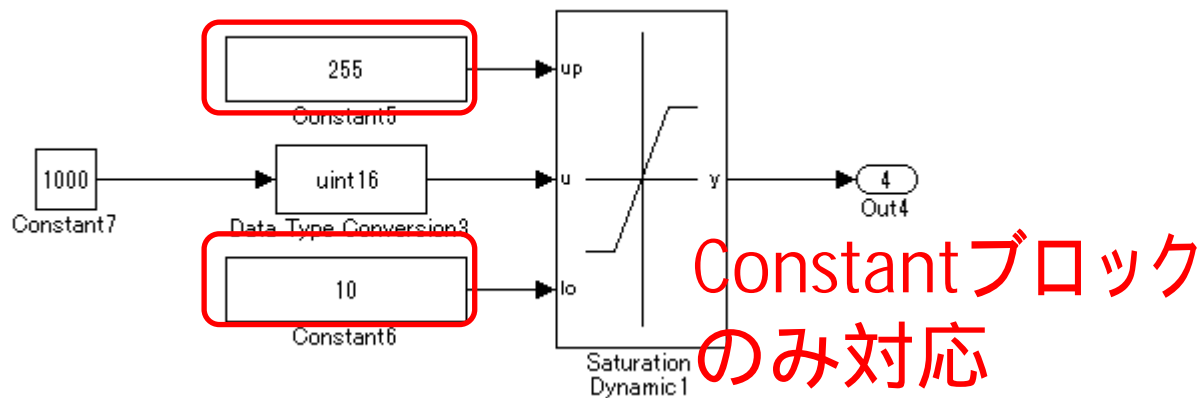 255
up
Constant5
1000
uint16
u
y
4
Constant7
Data Type Conversion3
Out4
10
lo
Constant6
Saturation
Dynamic1
Constantブロック
のみ対応